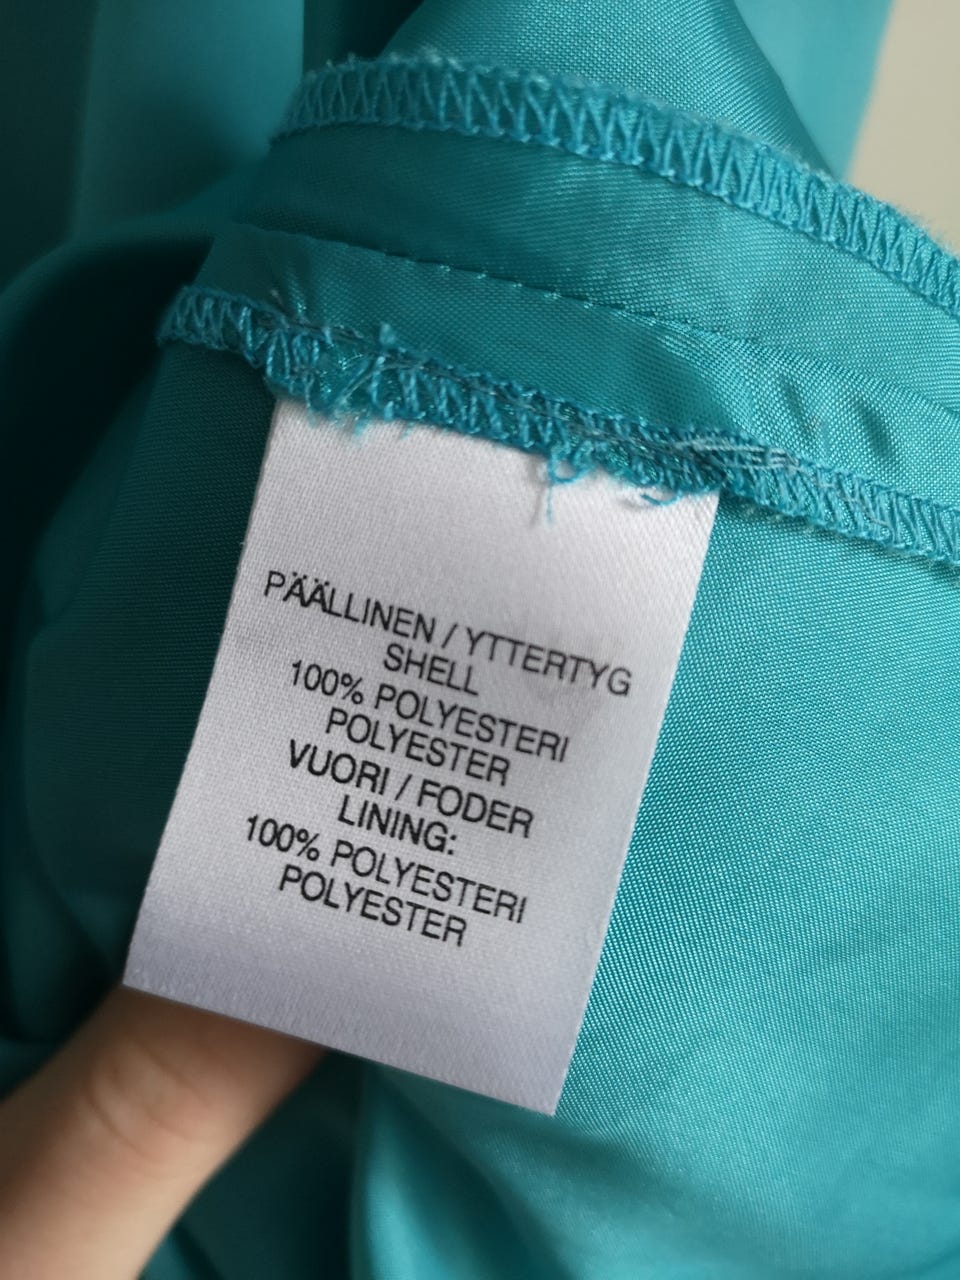 PÄÄLLINEN / YTTERTYG
SHELL
100% POLYESTERI
POLYESTER
VUORI / FODER
LINING:
100% POLYESTERI
POLYESTER